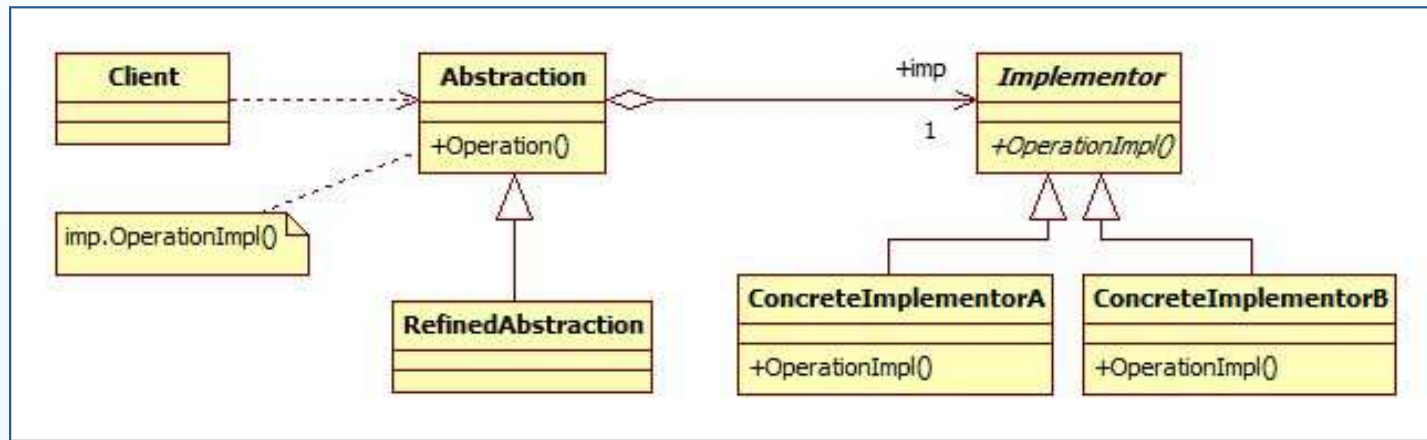 Client
Abstraction
+Operation()
imp.OperationImpl()
RefinedAbstraction
+imp
1
Implementor
+OperationImpl()
ConcreteImplementorA
+OperationImpl()
ConcreteImplementorB
+OperationImpl()